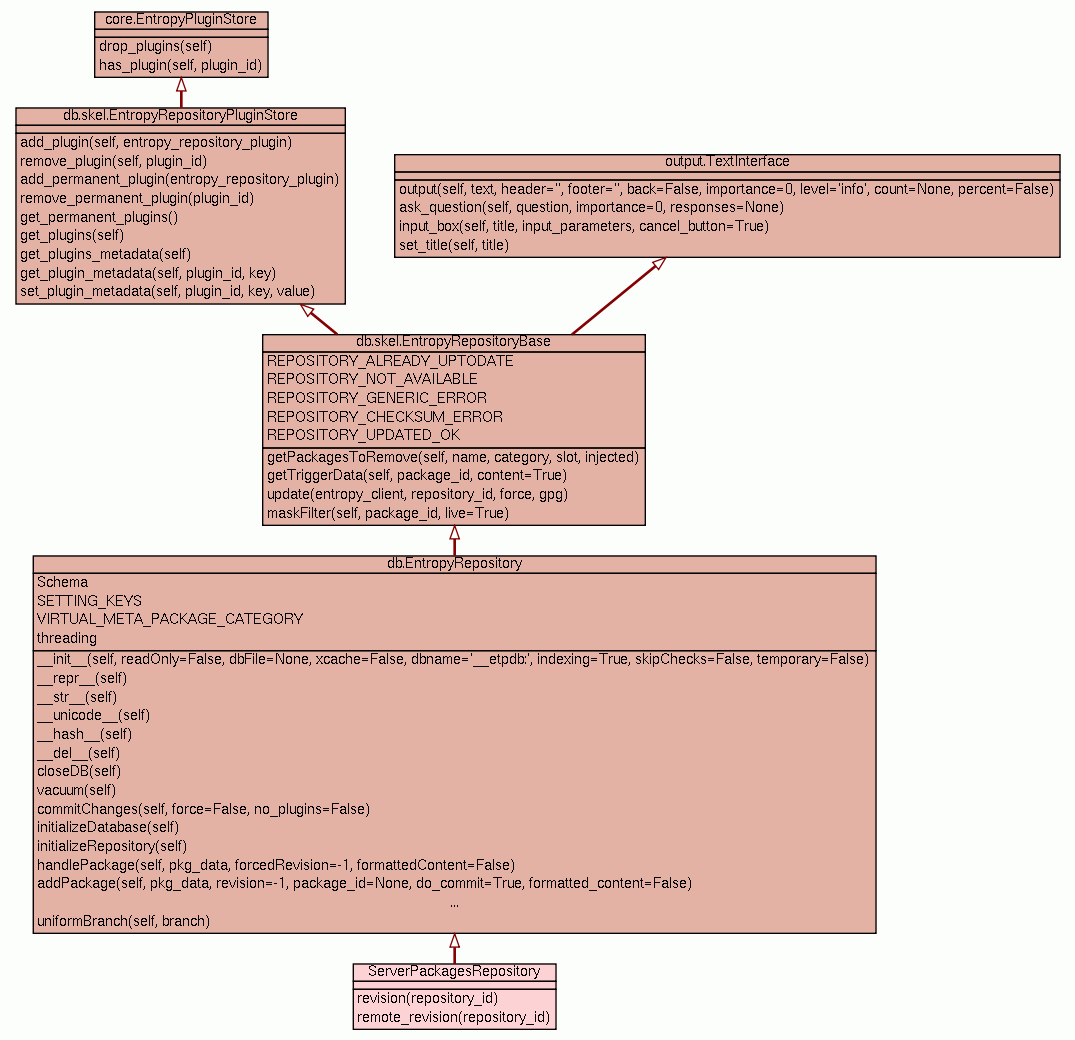 core.EntropyPluginStore
drop_plugins(self)
has_plugin(self, plugin_id)
db.skel.EntropyRepositoryPluginStore
add_plugin(self, entropy_repository_plugin)
remove_plugin(self, plugin_id)
add_permanent_plugin(entropy_repository_plugin)
remove_permanent_plugin(plugin_id)
get_permanent_plugins()
get_plugins(self)
get_plugins_metadata(self)
get_plugin_metadata(self, plugin_id, key)
set_plugin_metadata(self, plugin_id, key, value)
output.TextInterface
output(self, text, header='', footer='', back=False, importance=0, level='info', count=None, percent=False)
ask_question(self, question, importance=0, responses=None)
input_box(self, title, input_parameters, cancel_button=True)
set_title(self, title)
db.skel.EntropyRepositoryBase
REPOSITORY_ALREADY_UPTODATE
REPOSITORY_NOT_AVAILABLE
REPOSITORY_GENERIC_ERROR
REPOSITORY_CHECKSUM_ERROR
REPOSITORY_UPDATED_OK
getPackagesToRemove(self, name, category, slot, injected)
getTriggerData(self, package_id, content=True)
update(entropy_client, repository_id, force, gpg)
maskFilter(self, package_id, live=True)
db.EntropyRepository
Schema
SETTING_KEYS
VIRTUAL_META_PACKAGE_CATEGORY
threading
__init__(self, readOnly=False, dbFile=None, xcache=False, dbname='__etpdb:', indexing=True, skipChecks=False, temporary=False)
__repr__(self)
__str__(self)
__unicode__(self)
__hash__(self)
__del__(self)
closeDB(self)
vacuum(self)
commitChanges(self, force=False, no_plugins=False)
initializeDatabase(self)
initializeRepository(self)
handlePackage(self, pkg_data, forcedRevision=-1, formattedContent=False)
addPackage(self, pkg_data, revision=-1, package_id=None, do_commit=True, formatted_content=False)
...
uniformBranch(self, branch)
ServerPackagesRepository
revision(repository_id)
remote_revision(repository_id)